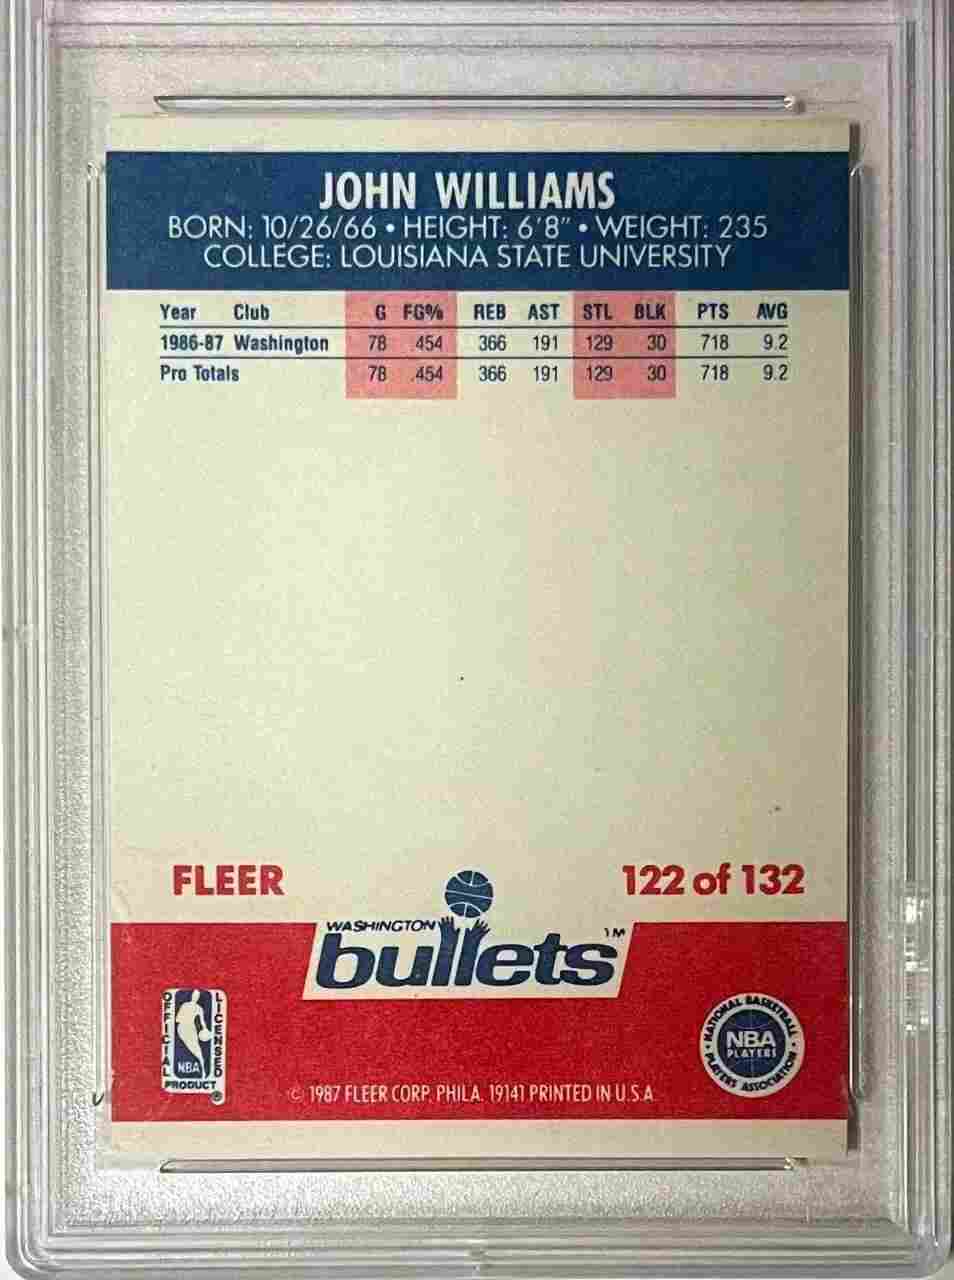 JOHN WILLIAMS
BORN: 10/26/66 • HEIGHT: 6'8" • WEIGHT: 235
COLLEGE: LOUISIANA STATE UNIVERSITY
Year Club G FG% REB AST STL BLK PTS AVG
1986-87 Washington 78 .454 366 191 129 30 718 9.2
Pro Totals 78 .454 366 191 129 30 718 9.2
FLEER 122 of 132
WASHINGTON
bullets™
OFFICIAL LICENSED
NBA
PRODUCT ®
NATIONAL BASKETBALL
NBA
PLAYERS
PLAYERS ASSOCIATION
© 1987 FLEER CORP. PHILA. 19141 PRINTED IN U.S.A.